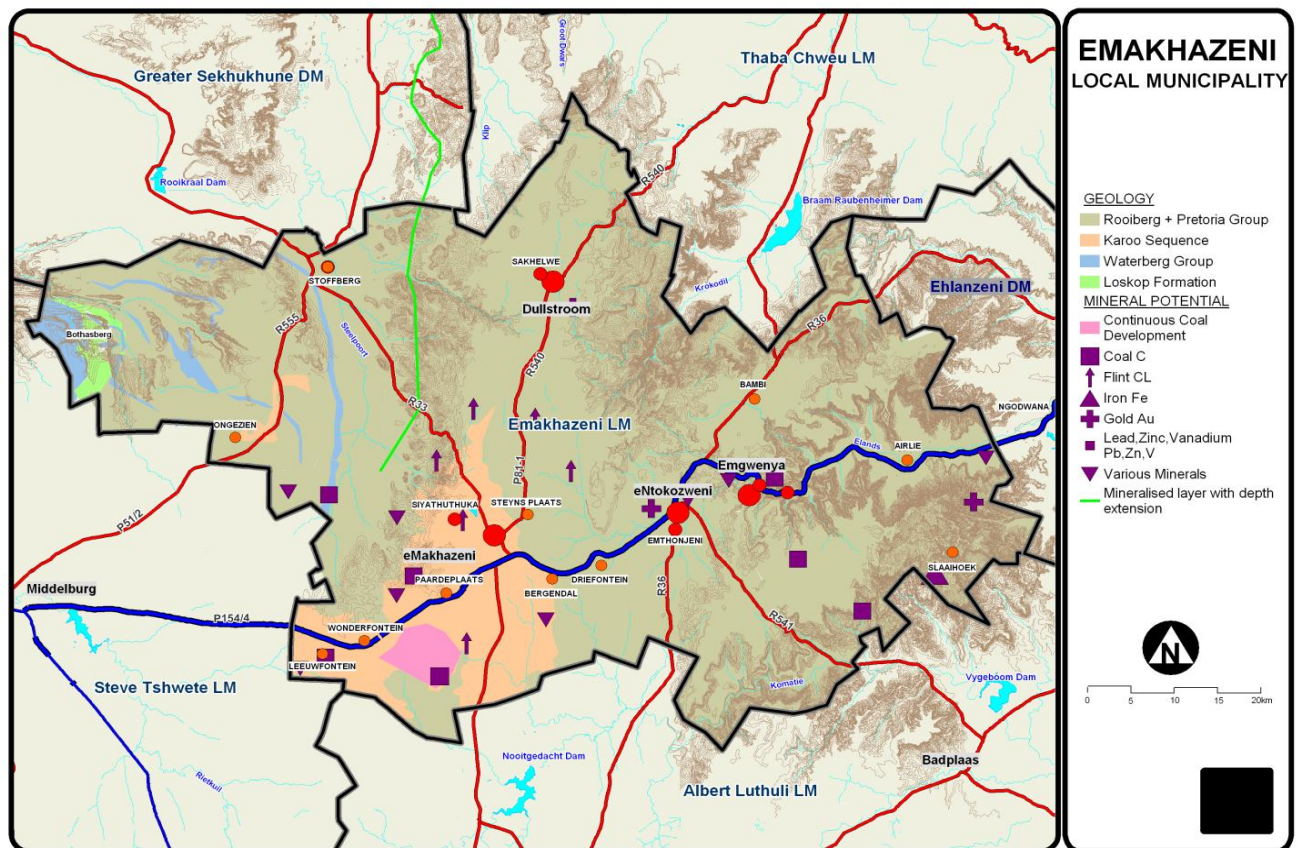 EMAKHAZENI
LOCAL MUNICIPALITY
GEOLOGY
Rooiberg + Pretoria Group
Karoo Sequence
Waterberg Group
Loskop Formation
MINERAL POTENTIAL
Continuous Coal
Development
Coal C
Flint CL
Iron Fe
Gold Au
Lead,Zinc,Vanadium
Pb,Zn,V
Various Minerals
Mineralised layer with depth
extension
N
0 5 10 15 20km
Greater Sekhukhune DM
Thaba Chweu LM
Groot Dwars
Klip
Rooikraal Dam
R540
Braam Raubenheimer Dam
SAKHELWE
STOFFBERG
Krokodil
Ehlanzeni DM
Dullstroom
R555
Steelpoort
Bothasberg
R36
R540
BAMBI
R33
NGODWANA
Emakhazeni LM
ONGEZIEN
Elands
AIRLIE
P81-1
Emgwenya
eNtokozweni
SIYATHUTHUKA
STEYNS PLAATS
P51/2
EMTHONJENI
eMakhazeni
SLAAIHOEK
DRIEFONTEIN
PAARDEPLAATS
BERGENDAL
R36
Middelburg
P154/4
R541
WONDERFONTEIN
LEEUWFONTEIN
Steve Tshwete LM
Komatie
Vygeboom Dam
Nooitgedacht Dam
Badplaas
Rietkuil
Albert Luthuli LM